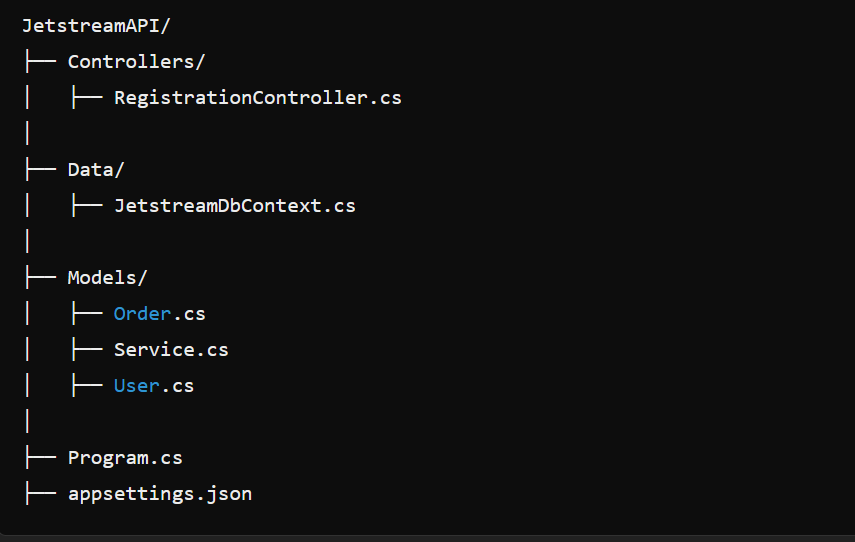 JetstreamAPI/
├── Controllers/
│   ├── RegistrationController.cs
│
├── Data/
│   ├── JetstreamDbContext.cs
│
├── Models/
│   ├── Order.cs
│   ├── Service.cs
│   ├── User.cs
│
├── Program.cs
├── appsettings.json